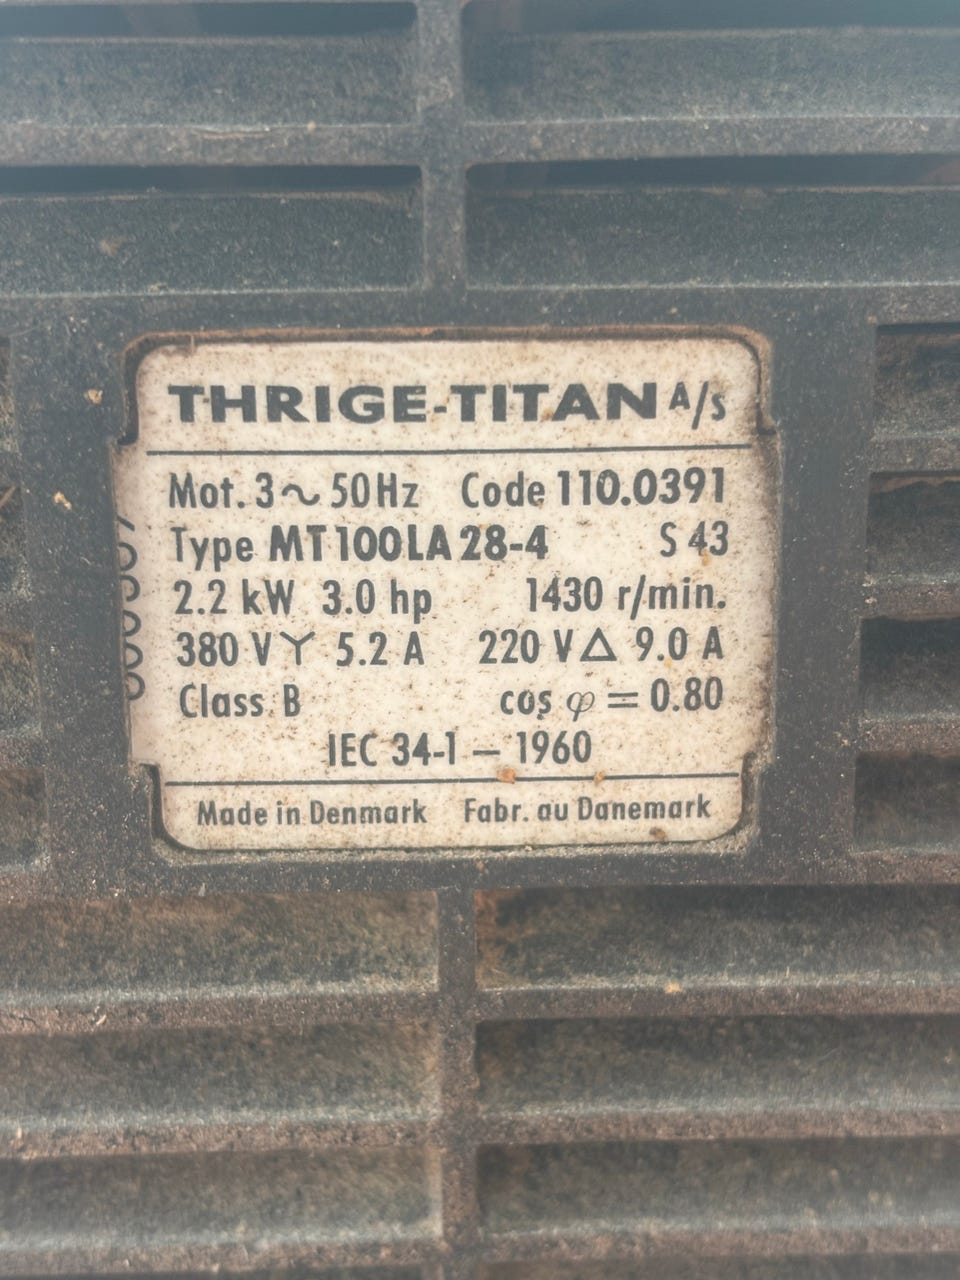 THRIGE-TITAN A/S
Mot. 3~ 50Hz Code 110.0391
Type MT100LA28-4 S 43
2.2 kW 3.0 hp 1430 r/min.
380 V Y 5.2 A 220 V Δ 9.0 A
Class B cos φ = 0.80
IEC 34-1 – 1960
Made in Denmark Fabr. au Danemark